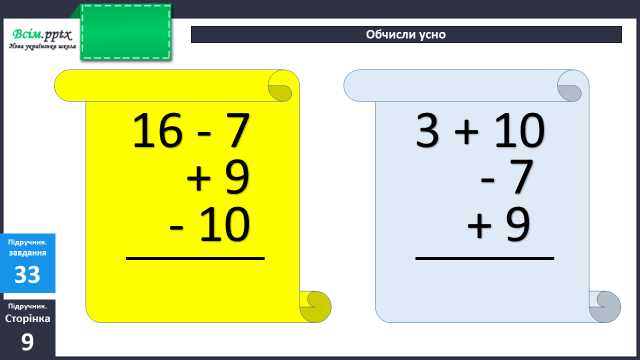 Всім.pptx
Нова українська школа
Обчисли усно
16 - 7
+ 9
- 10
3 + 10
- 7
+ 9
Підручник.
завдання
33
Підручник.
Сторінка
9